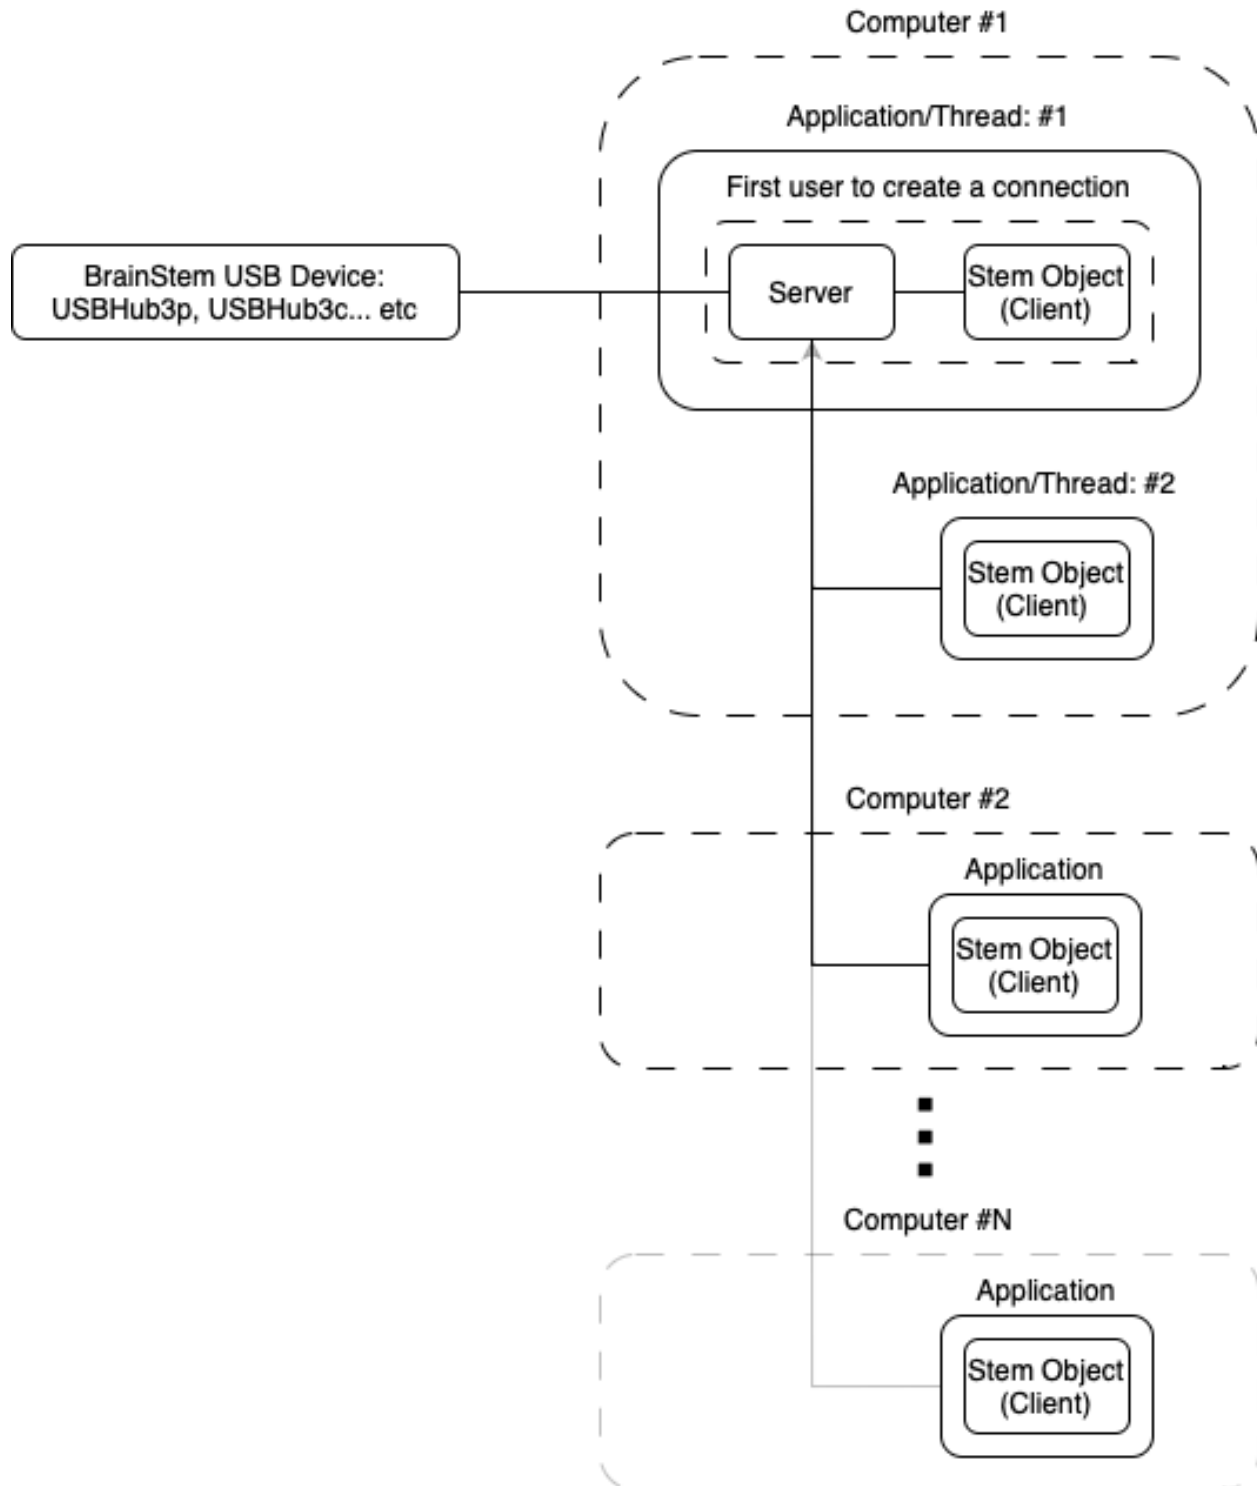 Computer #1
Application/Thread: #1
First user to create a connection
BrainStem USB Device:
USBHub3p, USBHub3c... etc
Server
Stem Object
(Client)
Application/Thread: #2
Stem Object
(Client)
Computer #2
Application
Stem Object
(Client)
Computer #N
Application
Stem Object
(Client)